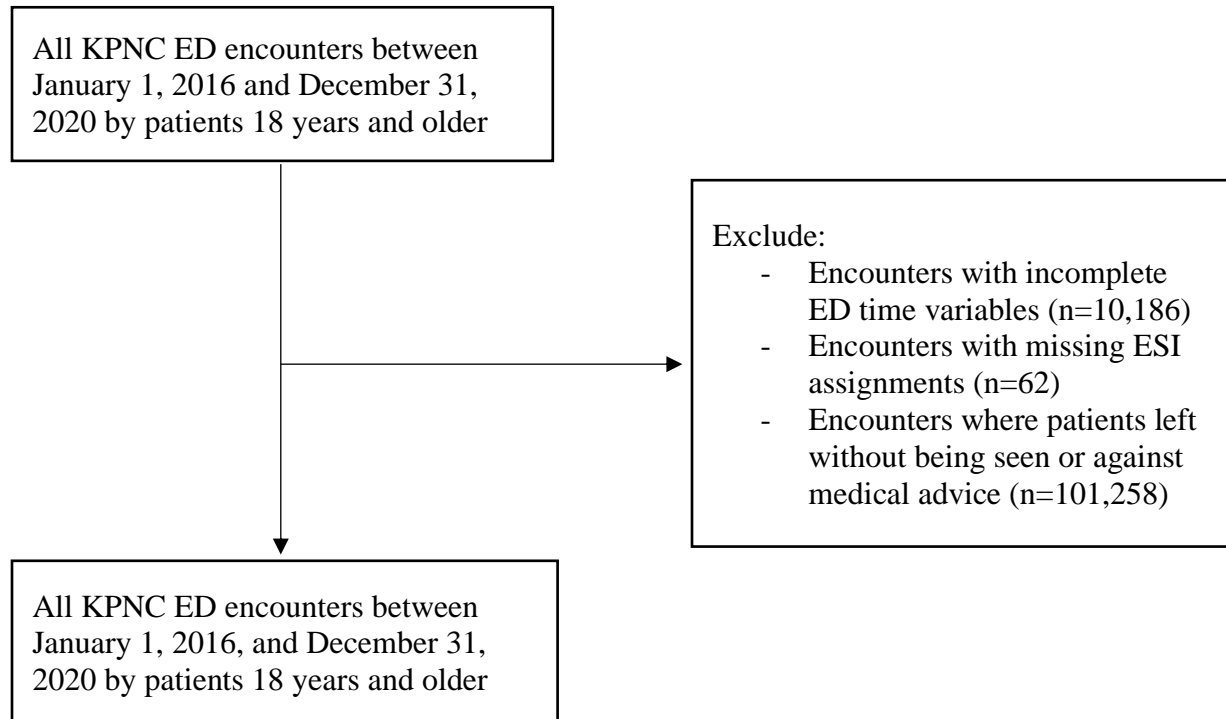 All KPNC ED encounters between
January 1, 2016 and December 31,
2020 by patients 18 years and older
Exclude:
- Encounters with incomplete
ED time variables (n=10,186)
- Encounters with missing ESI
assignments (n=62)
- Encounters where patients left
without being seen or against
medical advice (n=101,258)
All KPNC ED encounters between
January 1, 2016, and December 31,
2020 by patients 18 years and older